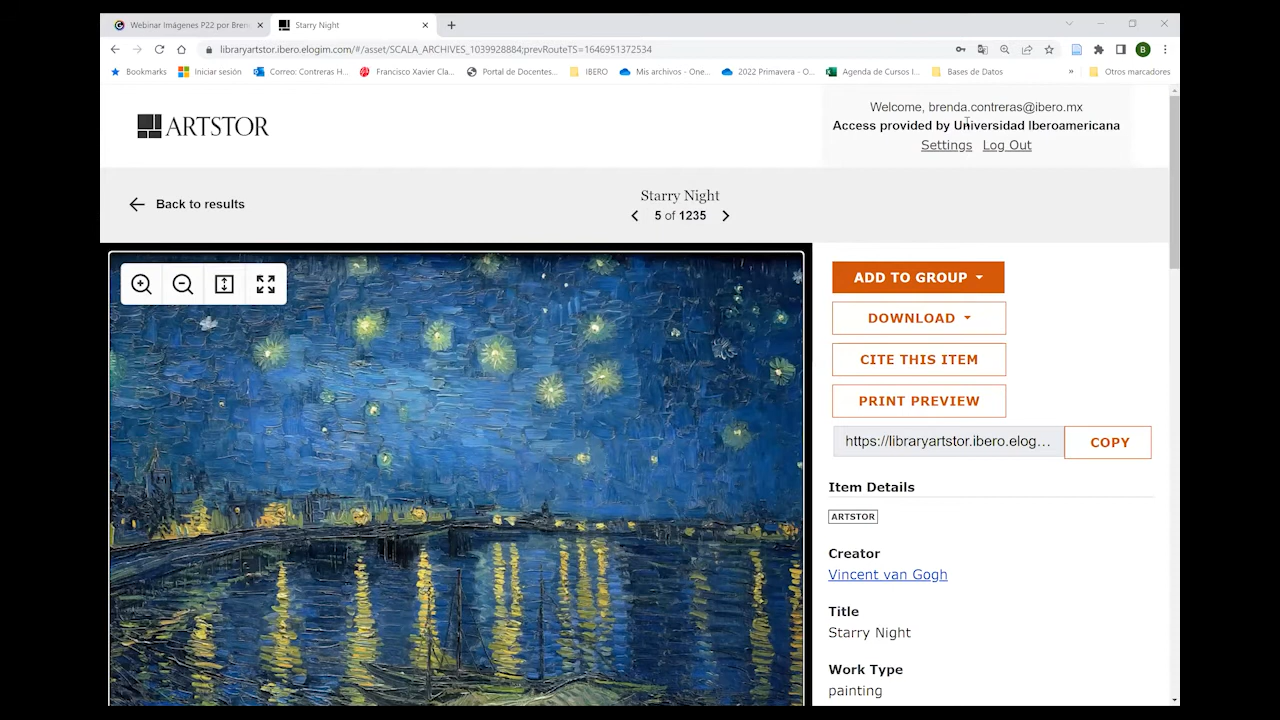 Webinar Imágenes P22 por Bren
Starry Night
libraryartstor.ibero.elogim.com/#/asset/SCALA_ARCHIVES_1039928884;prevRouteTS=1646951372534
B
Bookmarks
Iniciar sesión
Correo: Contreras H...
Francisco Xavier Cla...
Portal de Docentes...
IBERO
Mis archivos - One...
2022 Primavera - O...
Agenda de Cursos I...
Bases de Datos
»
Otros marcadores
ARTSTOR
Welcome, brenda.contreras@ibero.mx
Access provided by Universidad Iberoamericana
Settings Log Out
Back to results
Starry Night
5 of 1235
ADD TO GROUP
DOWNLOAD
CITE THIS ITEM
PRINT PREVIEW
https://libraryartstor.ibero.elog...
COPY
Item Details
ARTSTOR
Creator
Vincent van Gogh
Title
Starry Night
Work Type
painting